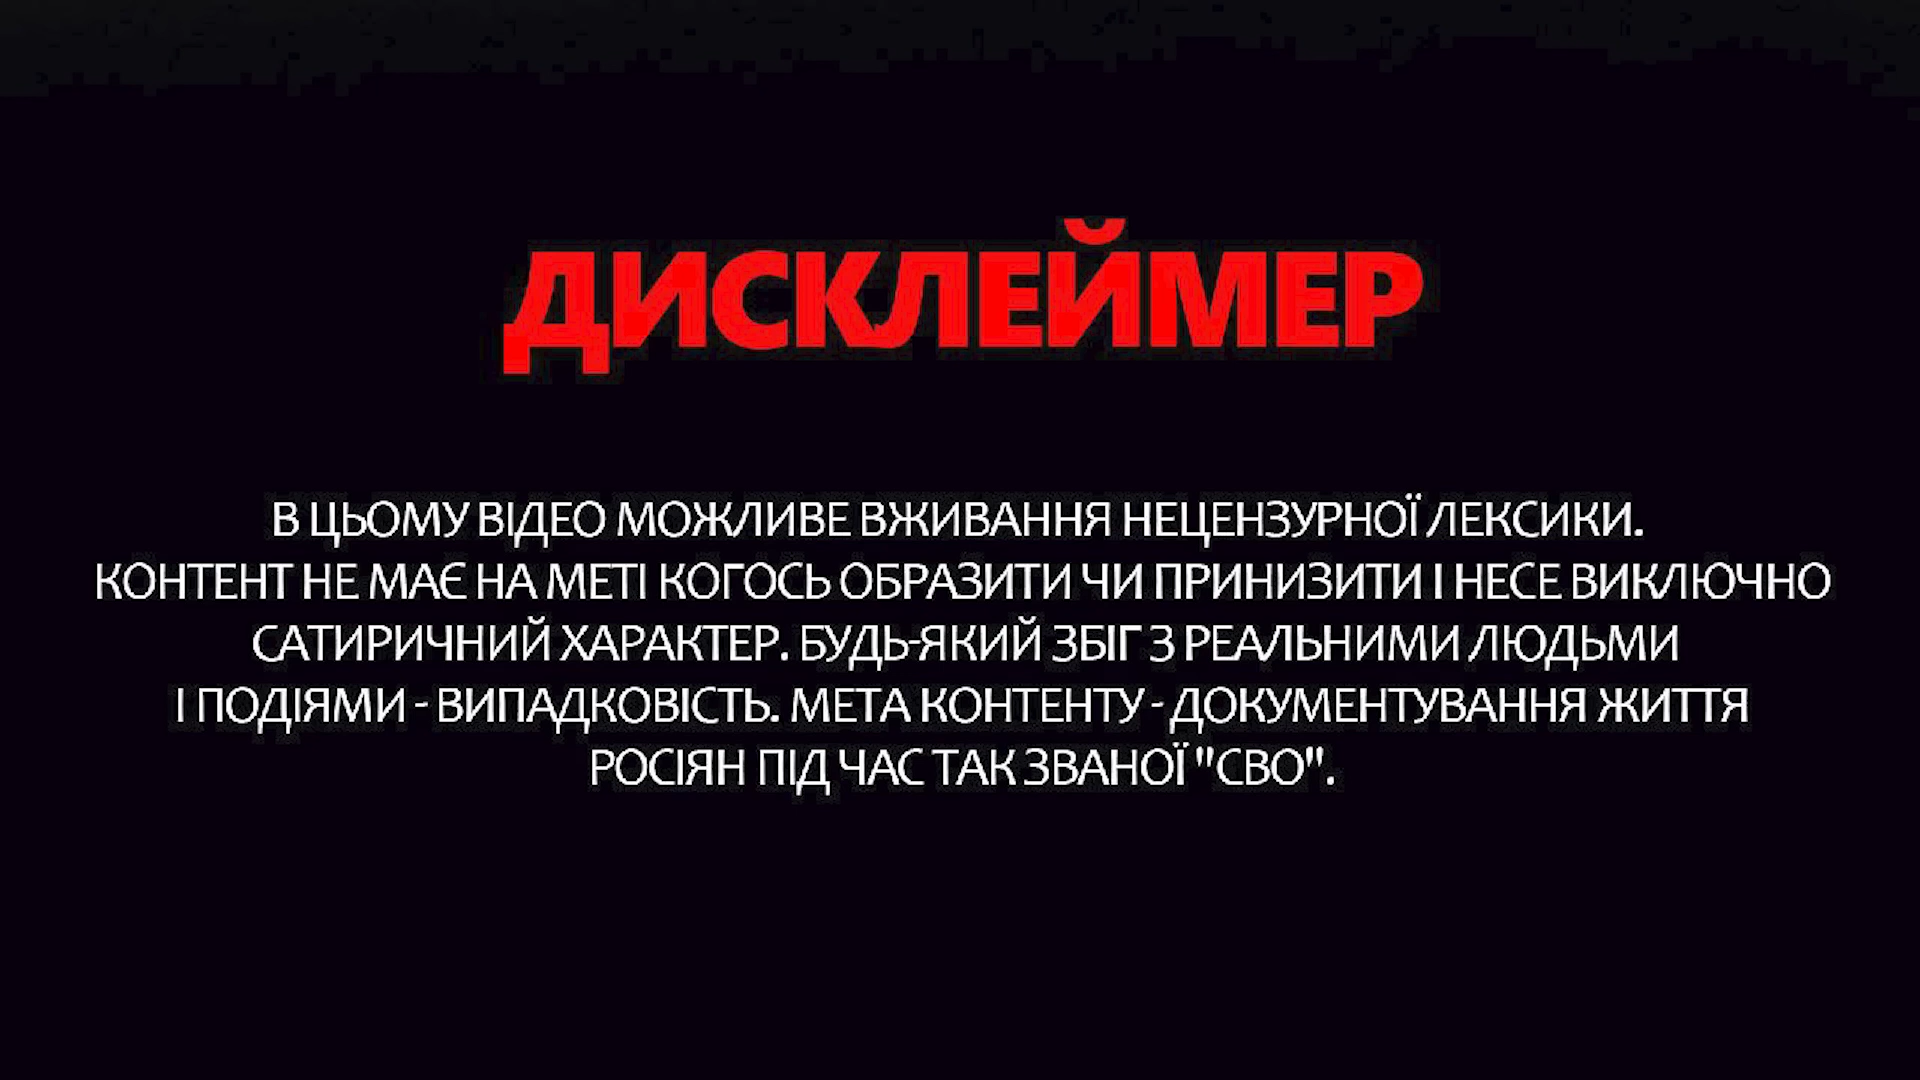 ДИСКЛЕЙМЕР
В ЦЬОМУ ВІДЕО МОЖЛИВЕ ВЖИВАННЯ НЕЦЕНЗУРНОЇ ЛЕКСИКИ.
КОНТЕНТ НЕ МАЄ НА МЕТІ КОГОСЬ ОБРАЗИТИ ЧИ ПРИНИЗИТИ І НЕСЕ ВИКЛЮЧНО
САТИРИЧНИЙ ХАРАКТЕР. БУДЬ-ЯКИЙ ЗБІГ З РЕАЛЬНИМИ ЛЮДЬМИ
І ПОДІЯМИ - ВИПАДКОВІСТЬ. МЕТА КОНТЕНТУ - ДОКУМЕНТУВАННЯ ЖИТТЯ
РОСІЯН ПІД ЧАС ТАК ЗВАНОЇ "СВО".